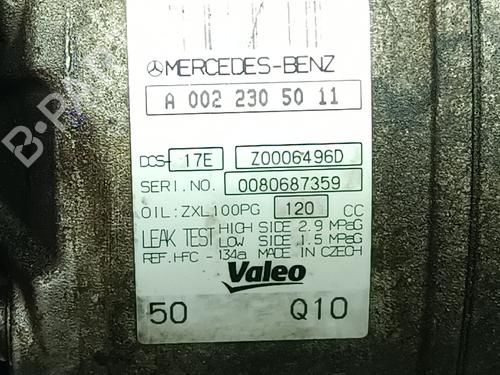 MERCEDES-BENZ
A 002 230 50 11
DCS- 17E Z0006496D
SERI.NO. 0080687359
OIL:ZXL100PG 120 CC
LEAK TEST HIGH SIDE 2.9 MPaG
LOW SIDE 1.5 MPaG
REF.HFC -134a MADE IN CZECH
Valeo
50 Q10
B-PARTS